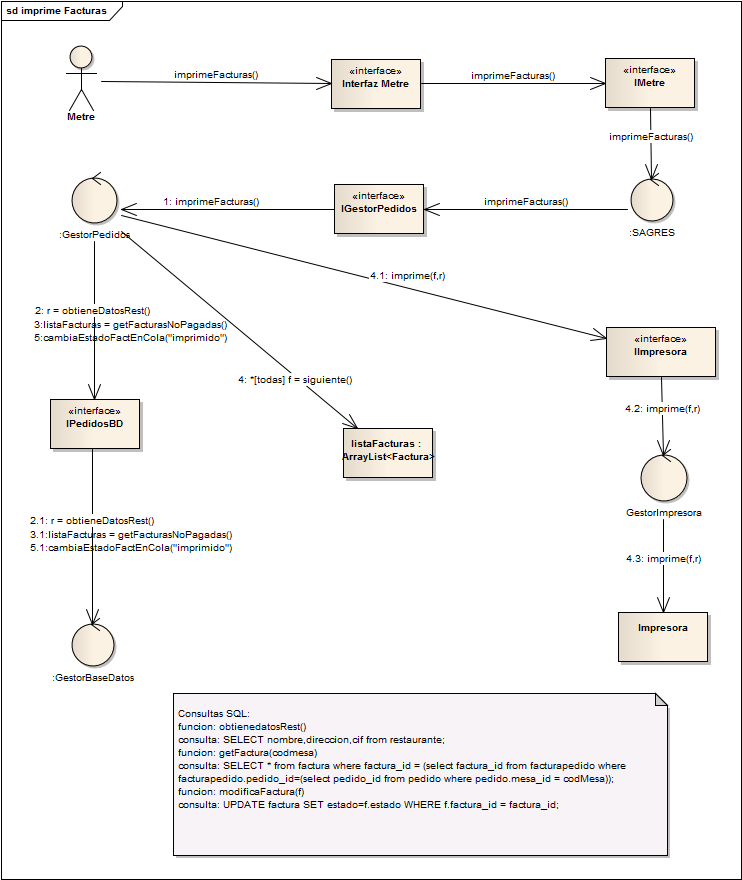 sd imprime Facturas
Metre
imprimeFacturas()
«interface»
Interfaz Metre
imprimeFacturas()
«interface»
IMetre
imprimeFacturas()
:GestorPedidos
1: imprimeFacturas()
«interface»
IGestorPedidos
imprimeFacturas()
:SAGRES
4.1: imprime(f,r)
2: r = obtieneDatosRest()
3:listaFacturas = getFacturasNoPagadas()
5:cambiaEstadoFactEnCola("imprimido")
«interface»
IImpresora
4: *[todas] f = siguiente()
«interface»
IPedidosBD
4.2: imprime(f,r)
listaFacturas :
ArrayList<Factura>
GestorImpresora
2.1: r = obtieneDatosRest()
3.1:listaFacturas = getFacturasNoPagadas()
5.1:cambiaEstadoFactEnCola("imprimido")
4.3: imprime(f,r)
Impresora
:GestorBaseDatos
Consultas SQL:
funcion: obtienedatosRest()
consulta: SELECT nombre,direccion,cif from restaurante;
funcion: getFactura(codmesa)
consulta: SELECT * from factura where factura_id = (select factura_id from facturapedido where
facturapedido.pedido_id=(select pedido_id from pedido where pedido.mesa_id = codMesa));
funcion: modificaFactura(f)
consulta: UPDATE factura SET estado=f.estado WHERE f.factura_id = factura_id;